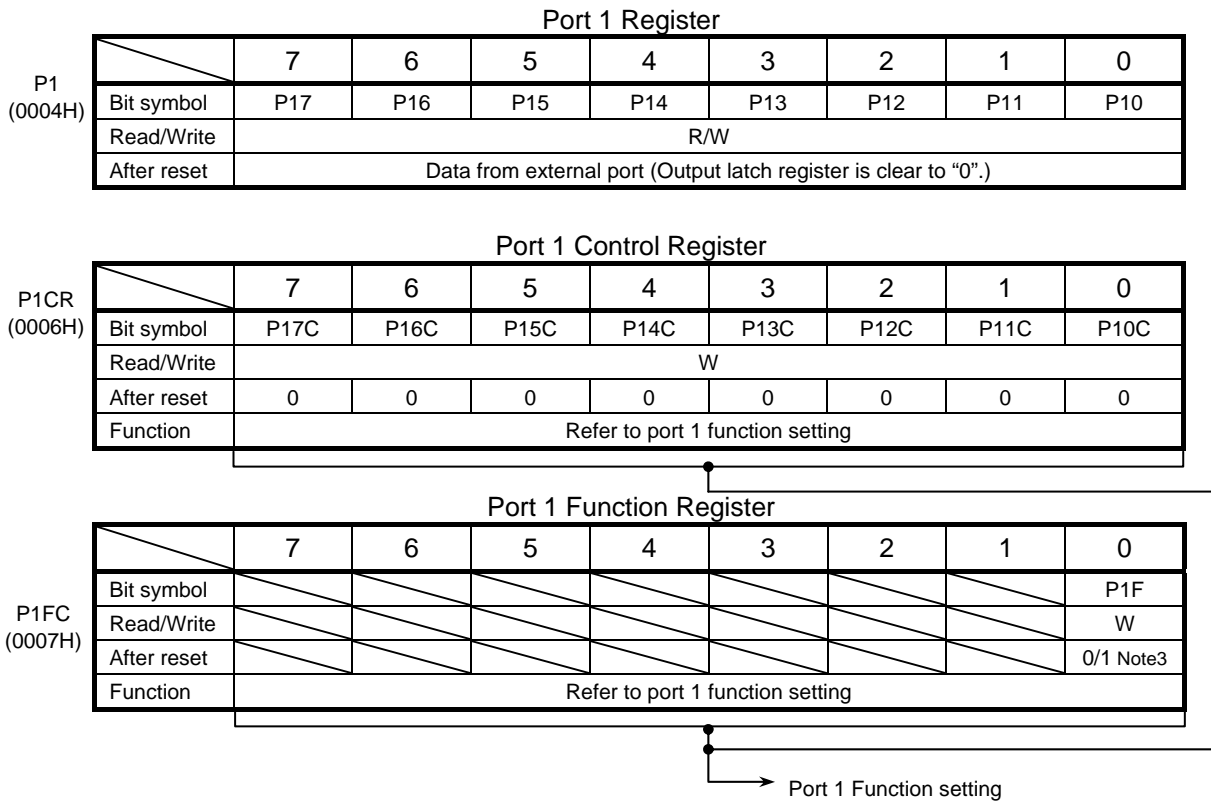 Port 1 Register
7 6 5 4 3 2 1 0
P1
(0004H)
Bit symbol P17 P16 P15 P14 P13 P12 P11 P10
Read/Write R/W
After reset Data from external port (Output latch register is clear to “0”.)
Port 1 Control Register
7 6 5 4 3 2 1 0
P1CR
(0006H)
Bit symbol P17C P16C P15C P14C P13C P12C P11C P10C
Read/Write W
After reset 0 0 0 0 0 0 0 0
Function Refer to port 1 function setting
Port 1 Function Register
7 6 5 4 3 2 1 0
P1FC
(0007H)
Bit symbol P1F
Read/Write W
After reset 0/1 Note3
Function Refer to port 1 function setting
Port 1 Function setting